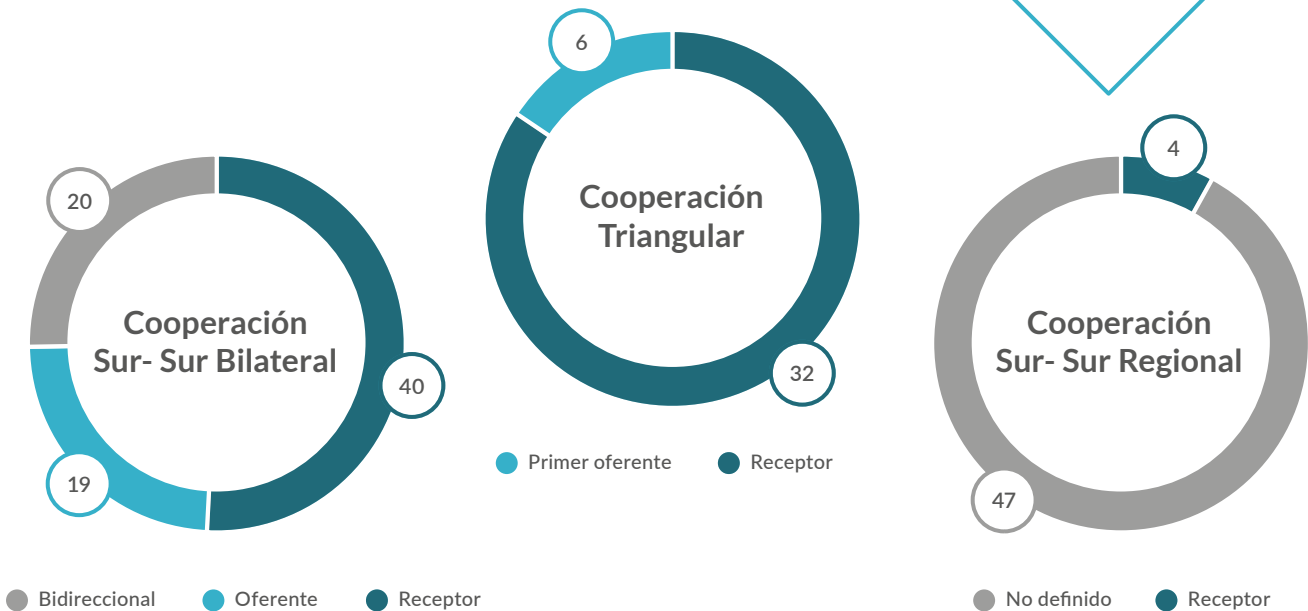 20
Cooperación
Sur- Sur Bilateral
40
19
Bidireccional
Oferente
Receptor
6
Cooperación
Triangular
32
Primer oferente
Receptor
4
Cooperación
Sur- Sur Regional
47
No definido
Receptor